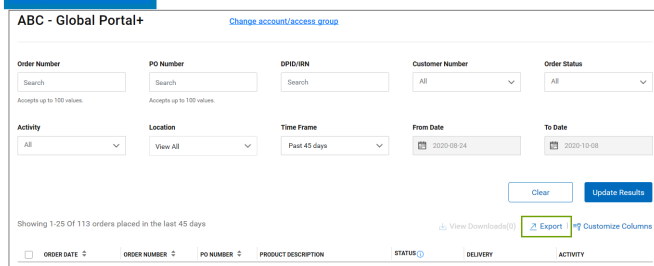 ABC - Global Portal+ Change account/access group
Order Number PO Number DPID/IRN Customer Number Order Status
Search Search Search All All
Accepts up to 100 values. Accepts up to 100 values.
Activity Location Time Frame From Date To Date
All View All Past 45 days 2020-08-24 2020-10-08
Clear Update Results
Showing 1-25 Of 113 orders placed in the last 45 days View Downloads(0) Export Customize Columns
ORDER DATE ORDER NUMBER PO NUMBER PRODUCT DESCRIPTION STATUS DELIVERY ACTIVITY